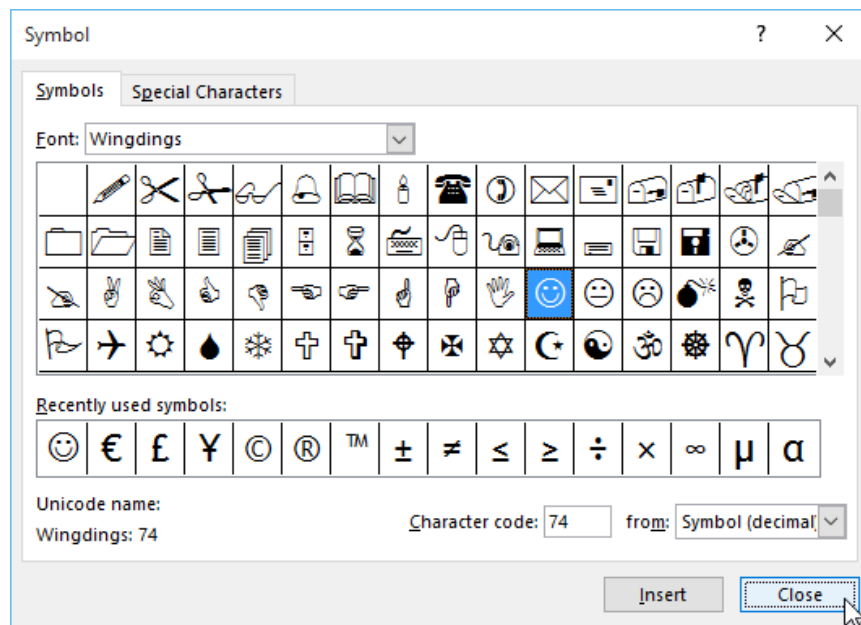 Symbol ? ×
Symbols Special Characters
Font: Wingdings
Recently used symbols:
☺ € £ ¥ © ® ™ ± ≠ ≤ ≥ ÷ × ∞ µ α
Unicode name:
Wingdings: 74
Character code: 74 from: Symbol (decimal)
Insert Close